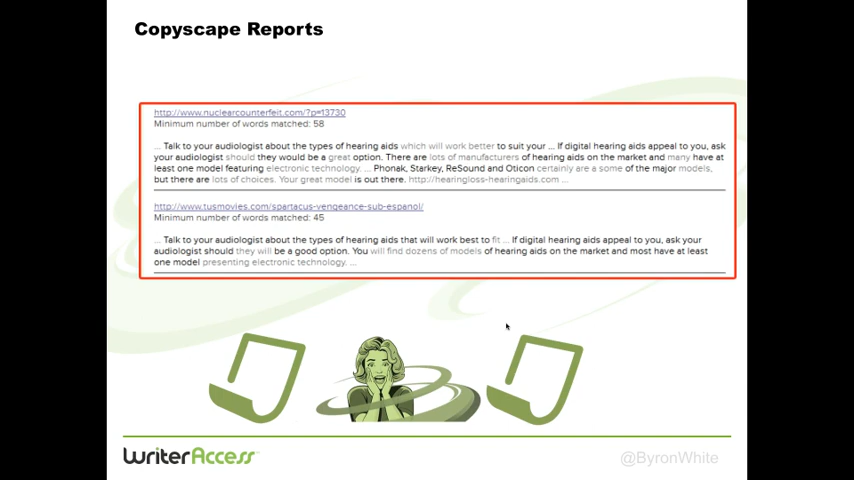 Copyscape Reports
http://www.nuclearcounterfeit.com/?p=13730
Minimum number of words matched: 58
... Talk to your audiologist about the types of hearing aids which will work better to suit your ... If digital hearing aids appeal to you, ask
your audiologist should they would be a great option. There are lots of manufacturers of hearing aids on the market and many have at
least one model featuring electronic technology. ... Phonak, Starkey, ReSound and Oticon certainly are a some of the major models,
but there are lots of choices. Your great model is out there. http://hearingloss-hearingaids.com ...
http://www.tusmovies.com/spartacus-vengeance-sub-espanol/
Minimum number of words matched: 45
... Talk to your audiologist about the types of hearing aids that will work best to fit ... If digital hearing aids appeal to you, ask your
audiologist should they will be a good option. You will find dozens of models of hearing aids on the market and most have at least
one model presenting electronic technology. ...
WriterAccess
@ByronWhite